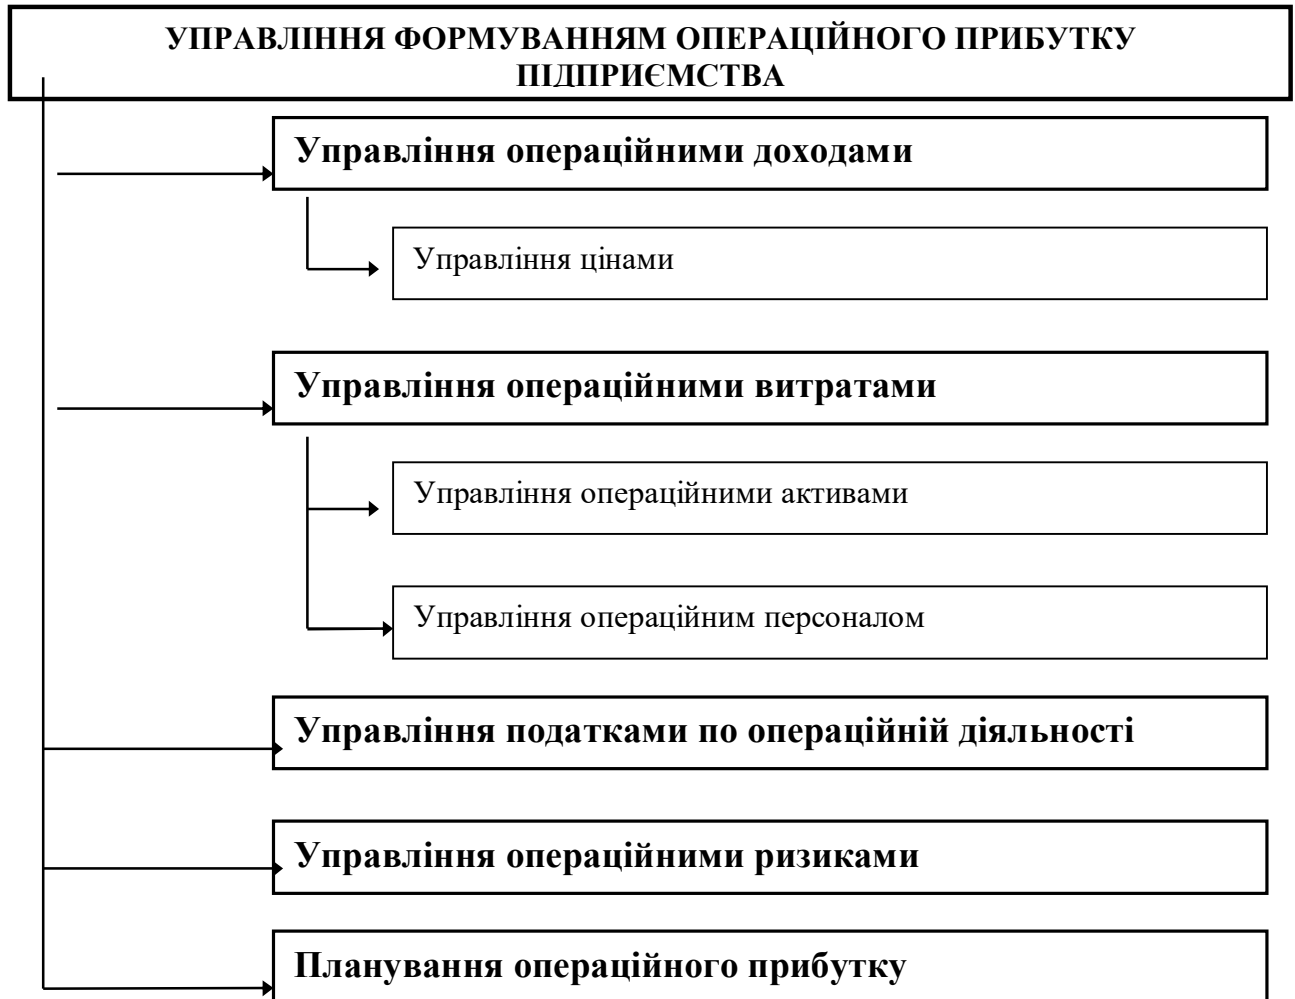 УПРАВЛІННЯ ФОРМУВАННЯМ ОПЕРАЦІЙНОГО ПРИБУТКУ
ПІДПРИЄМСТВА
Управління операційними доходами
Управління цінами
Управління операційними витратами
Управління операційними активами
Управління операційним персоналом
Управління податками по операційній діяльності
Управління операційними ризиками
Планування операційного прибутку